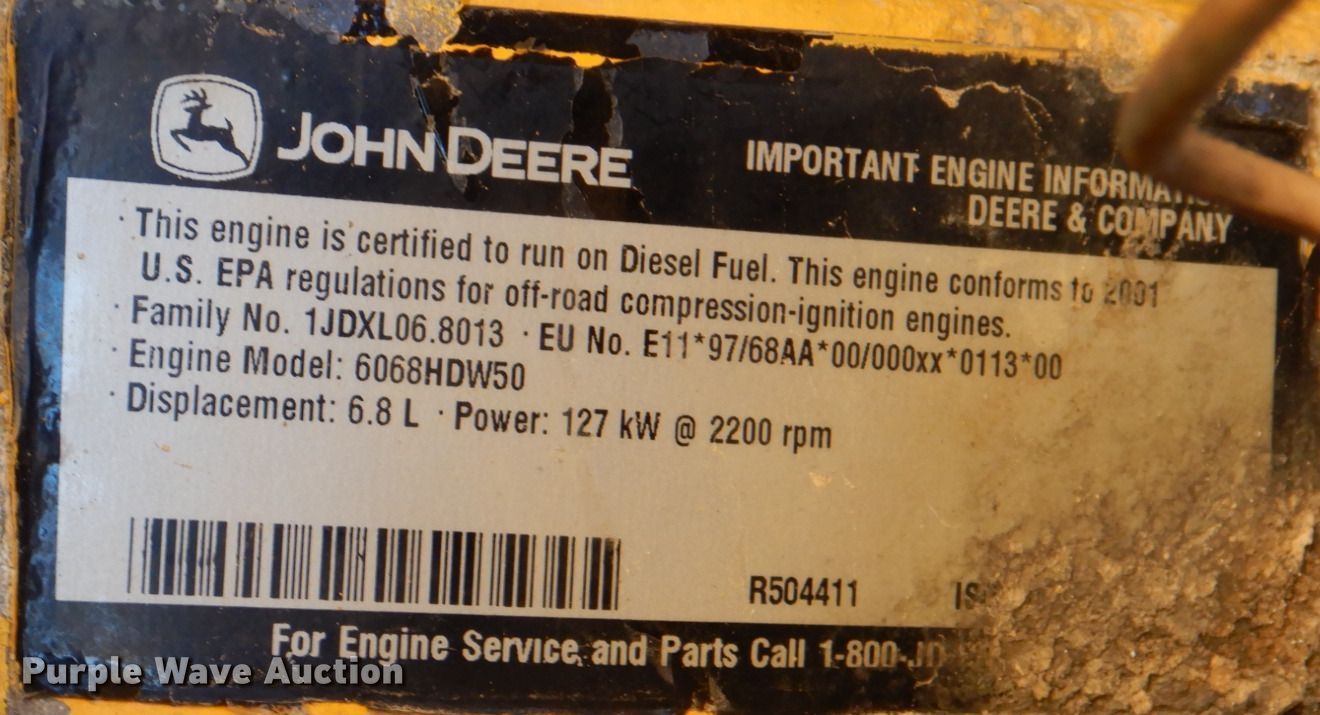 JOHN DEERE
IMPORTANT ENGINE
DEERE & COMPANY
· This engine is certified to run on Diesel Fuel. This engine conforms to 2001
U.S. EPA regulations for off-road compression-ignition engines.
· Family No. 1JDXL06.8013 · EU No. E11*97/68AA*00/000xx*0113*00
· Engine Model: 6068HDW50
· Displacement: 6.8 L · Power: 127 kW @ 2200 rpm
R504411
For Engine Service and Parts Call 1-800-JD
Purple Wave Auction